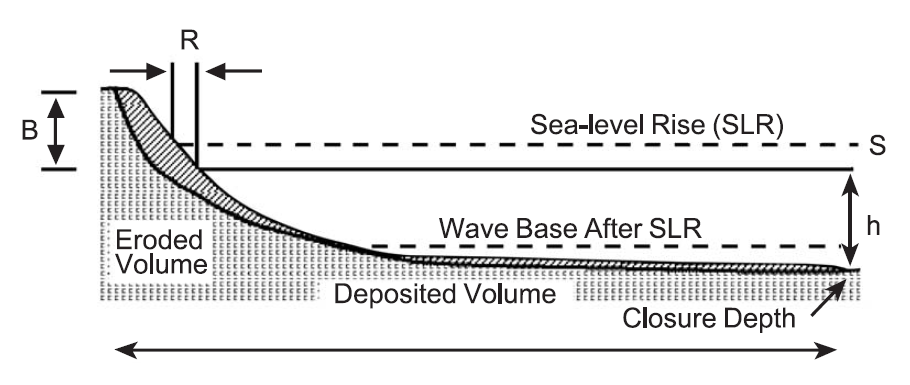 R
B
Sea-level Rise (SLR)
S
Wave Base After SLR
h
Eroded
Volume
Deposited Volume
Closure Depth